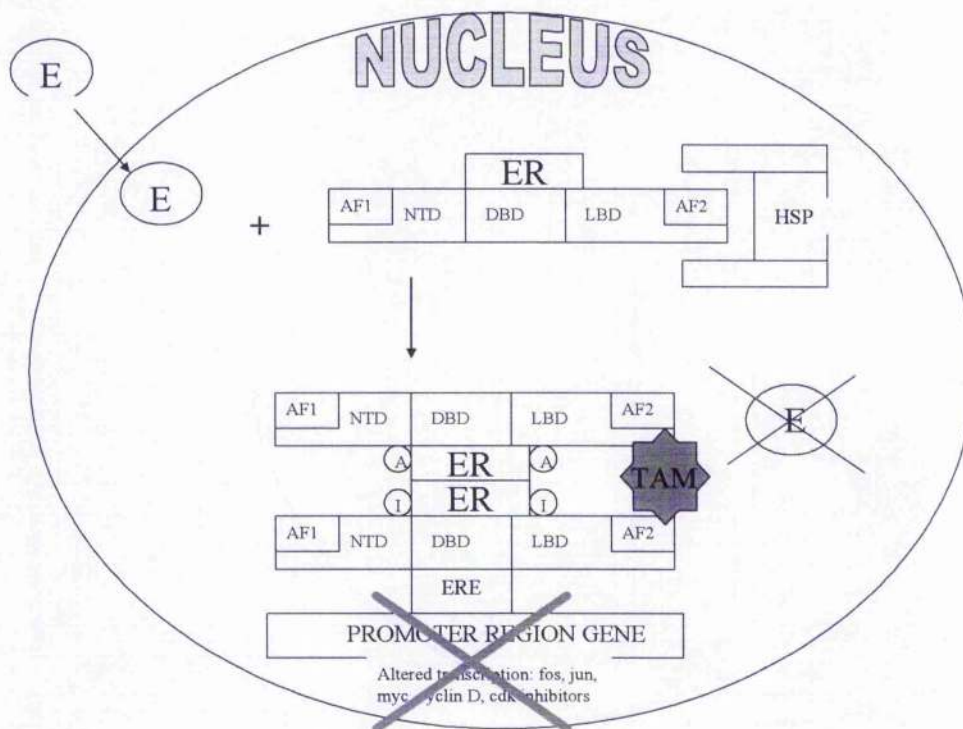 NUCLEUS
E
E
+
ER
AF1 NTD DBD LBD AF2
HSP
AF1 NTD DBD LBD AF2
E
A ER A
TAM
I ER I
AF1 NTD DBD LBD AF2
ERE
PROMOTER REGION GENE
Altered transcription: fos, jun,
myc, cyclin D, cdk inhibitors